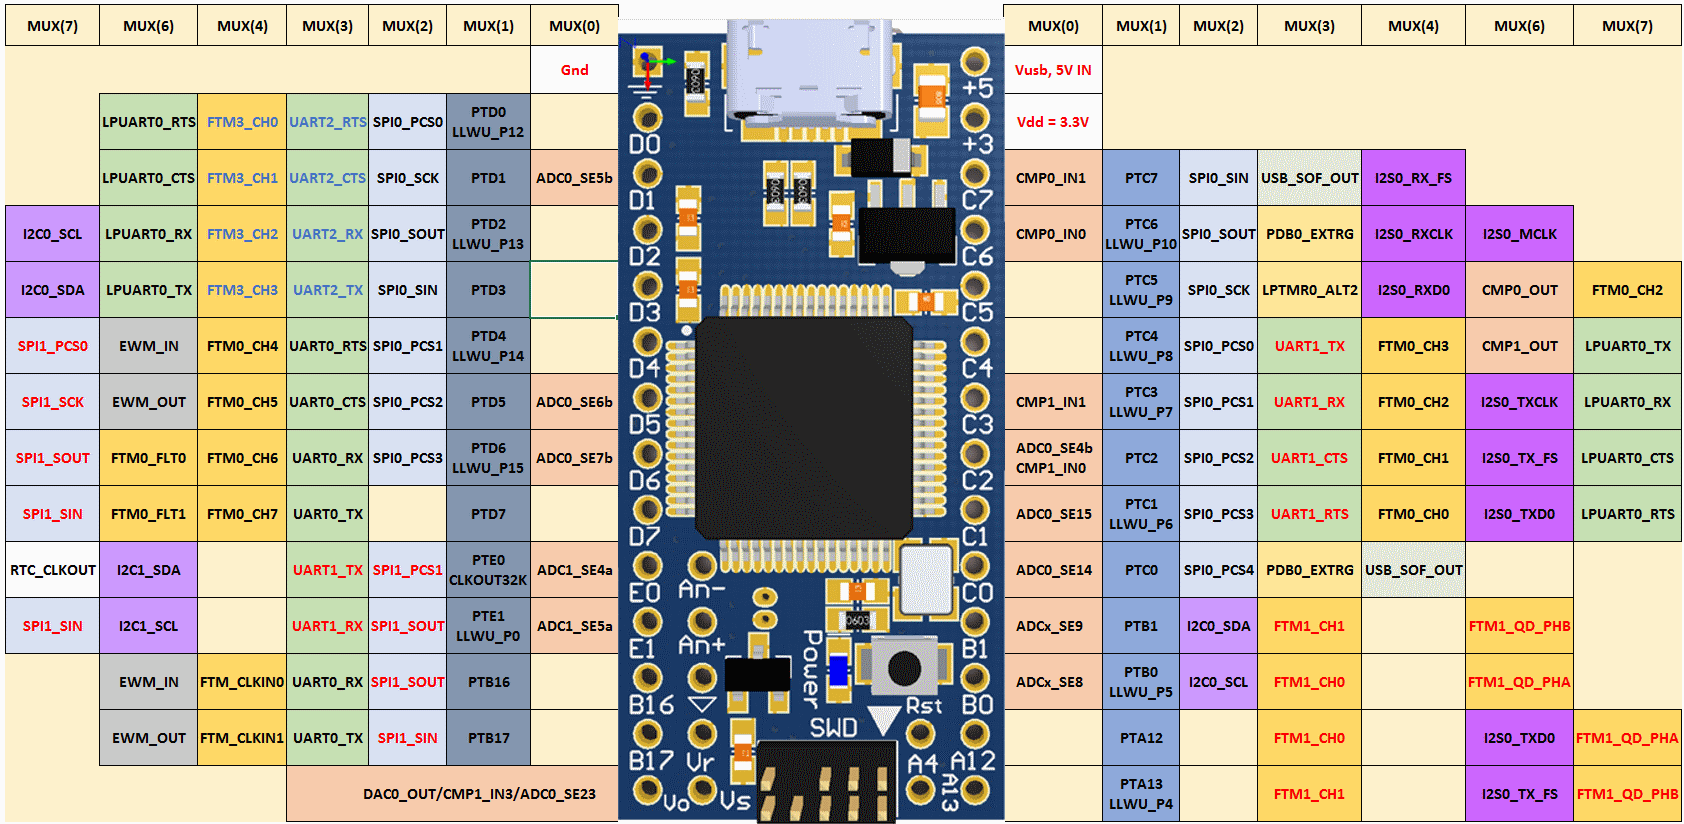 MUX(7) MUX(6) MUX(4) MUX(3) MUX(2) MUX(1) MUX(0) MUX(0) MUX(1) MUX(2) MUX(3) MUX(4) MUX(6) MUX(7)
Gnd +5 Vusb, 5V IN
LPUART0_RTS FTM3_CH0 UART2_RTS SPI0_PCS0 PTD0 LLWU_P12 D0 +3 Vdd = 3.3V
LPUART0_CTS FTM3_CH1 UART2_CTS SPI0_SCK PTD1 ADC0_SE5b D1 C7 CMP0_IN1 PTC7 SPI0_SIN USB_SOF_OUT I2S0_RX_FS
I2C0_SCL LPUART0_RX FTM3_CH2 UART2_RX SPI0_SOUT PTD2 LLWU_P13 D2 C6 CMP0_IN0 PTC6 LLWU_P10 SPI0_SOUT PDB0_EXTRG I2S0_RXCLK I2S0_MCLK
I2C0_SDA LPUART0_TX FTM3_CH3 UART2_TX SPI0_SIN PTD3 D3 C5 PTC5 LLWU_P9 SPI0_SCK LPTMR0_ALT2 I2S0_RXD0 CMP0_OUT FTM0_CH2
SPI1_PCS0 EWM_IN FTM0_CH4 UART0_RTS SPI0_PCS1 PTD4 LLWU_P14 D4 C4 PTC4 LLWU_P8 SPI0_PCS0 UART1_TX FTM0_CH3 CMP1_OUT LPUART0_TX
SPI1_SCK EWM_OUT FTM0_CH5 UART0_CTS SPI0_PCS2 PTD5 ADC0_SE6b D5 C3 CMP1_IN1 PTC3 LLWU_P7 SPI0_PCS1 UART1_RX FTM0_CH2 I2S0_TXCLK LPUART0_RX
SPI1_SOUT FTM0_FLT0 FTM0_CH6 UART0_RX SPI0_PCS3 PTD6 LLWU_P15 ADC0_SE7b D6 C2 ADC0_SE4b CMP1_IN0 PTC2 SPI0_PCS2 UART1_CTS FTM0_CH1 I2S0_TX_FS LPUART0_CTS
SPI1_SIN FTM0_FLT1 FTM0_CH7 UART0_TX PTD7 D7 C1 ADC0_SE15 PTC1 LLWU_P6 SPI0_PCS3 UART1_RTS FTM0_CH0 I2S0_TXD0 LPUART0_RTS
RTC_CLKOUT I2C1_SDA UART1_TX SPI1_PCS1 PTE0 CLKOUT32K ADC1_SE4a E0 An- C0 ADC0_SE14 PTC0 SPI0_PCS4 PDB0_EXTRG USB_SOF_OUT
SPI1_SIN I2C1_SCL UART1_RX SPI1_SOUT PTE1 LLWU_P0 ADC1_SE5a E1 An+ 0603 Power B1 ADCx_SE9 PTB1 I2C0_SDA FTM1_CH1 FTM1_QD_PHB
EWM_IN FTM_CLKIN0 UART0_RX SPI1_SOUT PTB16 B16 Rst B0 ADCx_SE8 PTB0 LLWU_P5 I2C0_SCL FTM1_CH0 FTM1_QD_PHA
EWM_OUT FTM_CLKIN1 UART0_TX SPI1_SIN PTB17 B17 Vr SWD A4 A12 PTA12 FTM1_CH0 I2S0_TXD0 FTM1_QD_PHA
DAC0_OUT/CMP1_IN3/ADC0_SE23 Vo Vs A13 PTA13 LLWU_P4 FTM1_CH1 I2S0_TX_FS FTM1_QD_PHB